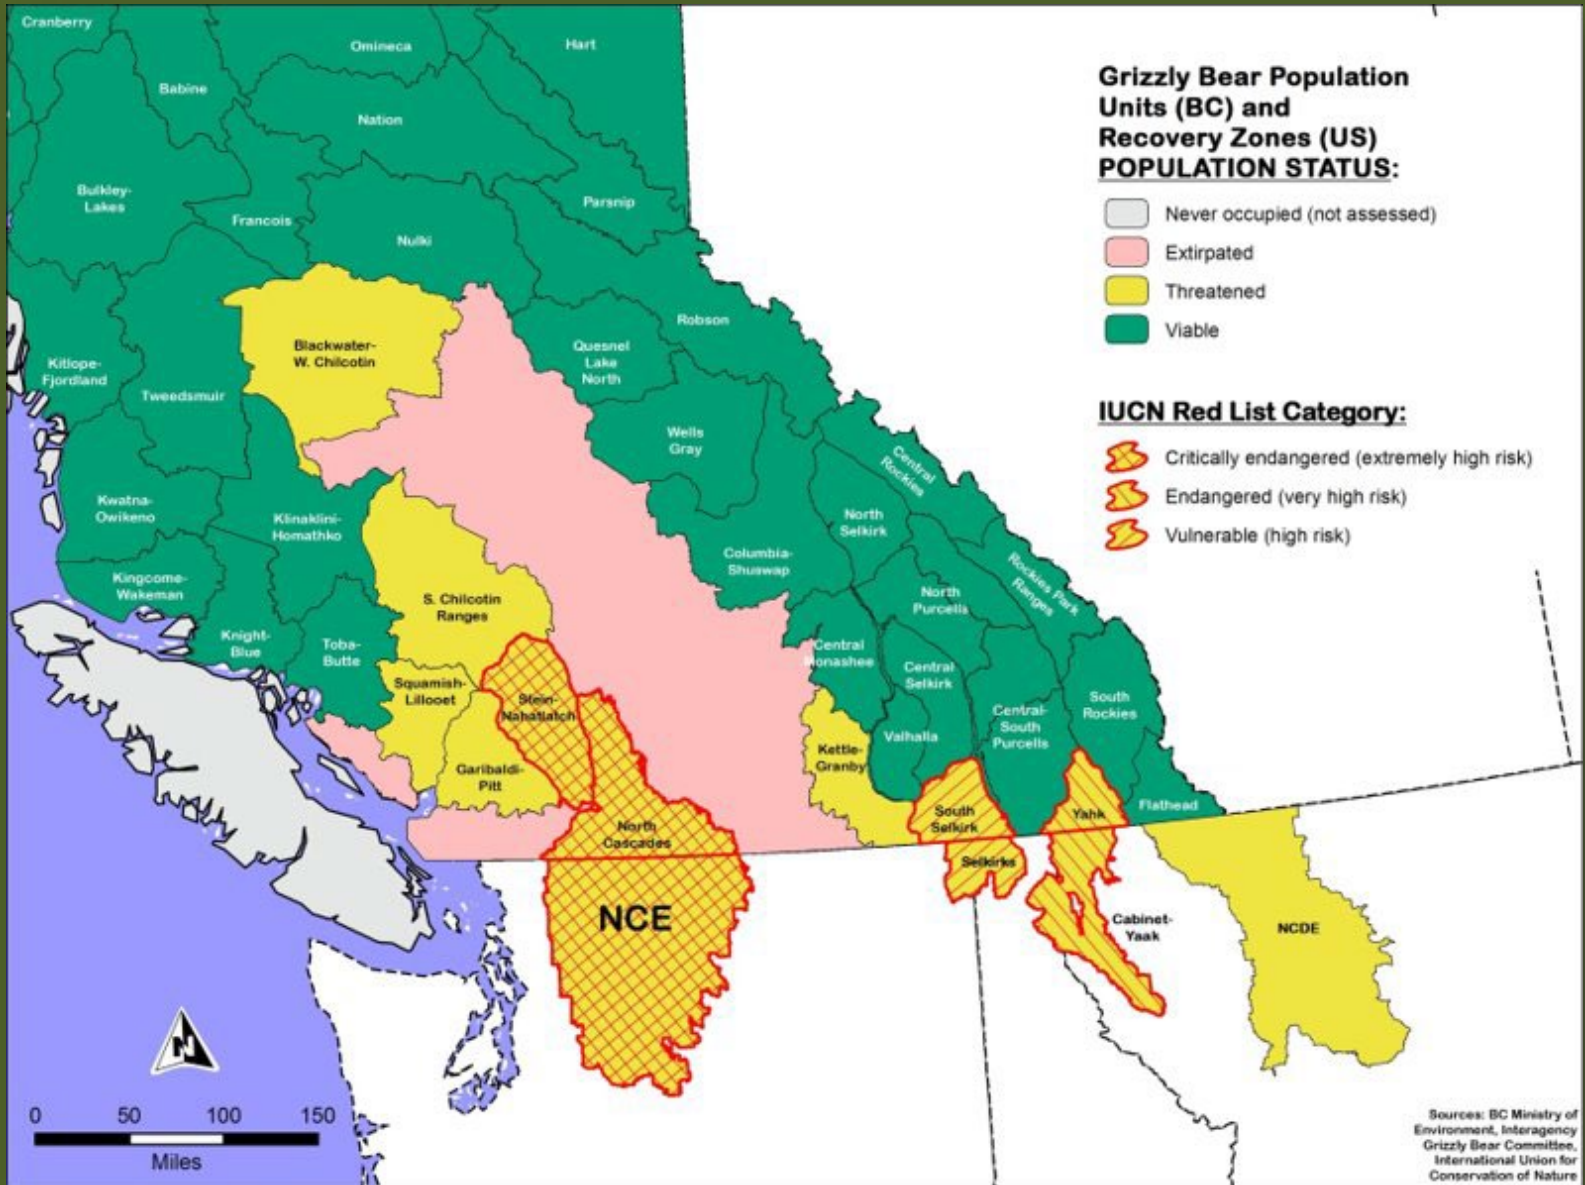 Cranberry
Omineca
Hart
Babine
Nation
Bulkley-
Lakes
Francois
Parsnip
Nulki
Blackwater-
W. Chilcotin
Robson
Quesnel
Lake
North
Kitlope-
Fjordland
Tweedsmuir
Wells
Gray
Central
Rockies
Kwatna-
Owikeno
Klinaklini-
Homathko
North
Selkirk
Columbia-
Shuswap
Kingcome-
Wakeman
Rockies Park
Ranges
North
Purcells
S. Chilcotin
Ranges
Knight-
Blue
Toba-
Butte
Central
Monashee
Central
Selkirk
Squamish-
Lillooet
Stein-
Nahatlatch
South
Rockies
Central-
South
Purcells
Valhalla
Kettle-
Granby
Garibaldi-
Pitt
Flathead
South
Selkirk
Yahk
North
Cascades
Selkirks
NCE
Cabinet-
Yaak
NCDE
Grizzly Bear Population
Units (BC) and
Recovery Zones (US)
POPULATION STATUS:
Never occupied (not assessed)
Extirpated
Threatened
Viable
IUCN Red List Category:
Critically endangered (extremely high risk)
Endangered (very high risk)
Vulnerable (high risk)
N
0 50 100 150
Miles
Sources: BC Ministry of
Environment, Interagency
Grizzly Bear Committee,
International Union for
Conservation of Nature